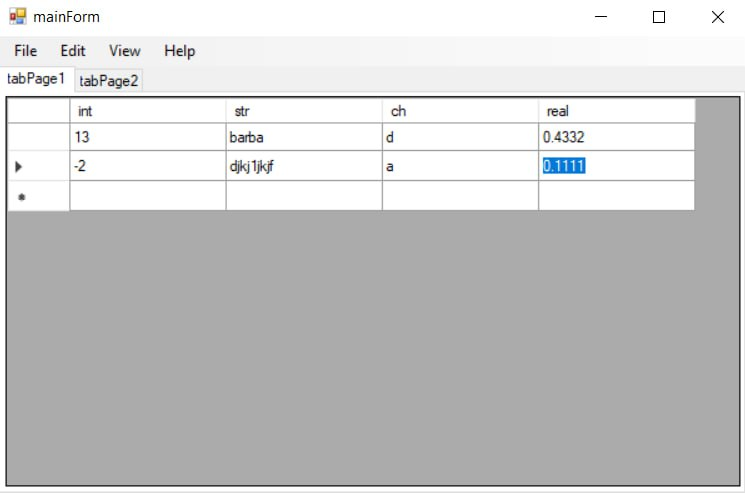 mainForm
File Edit View Help
tabPage1 tabPage2
int str ch real
13 barba d 0.4332
-2 djkj1jkjf a 0.1111